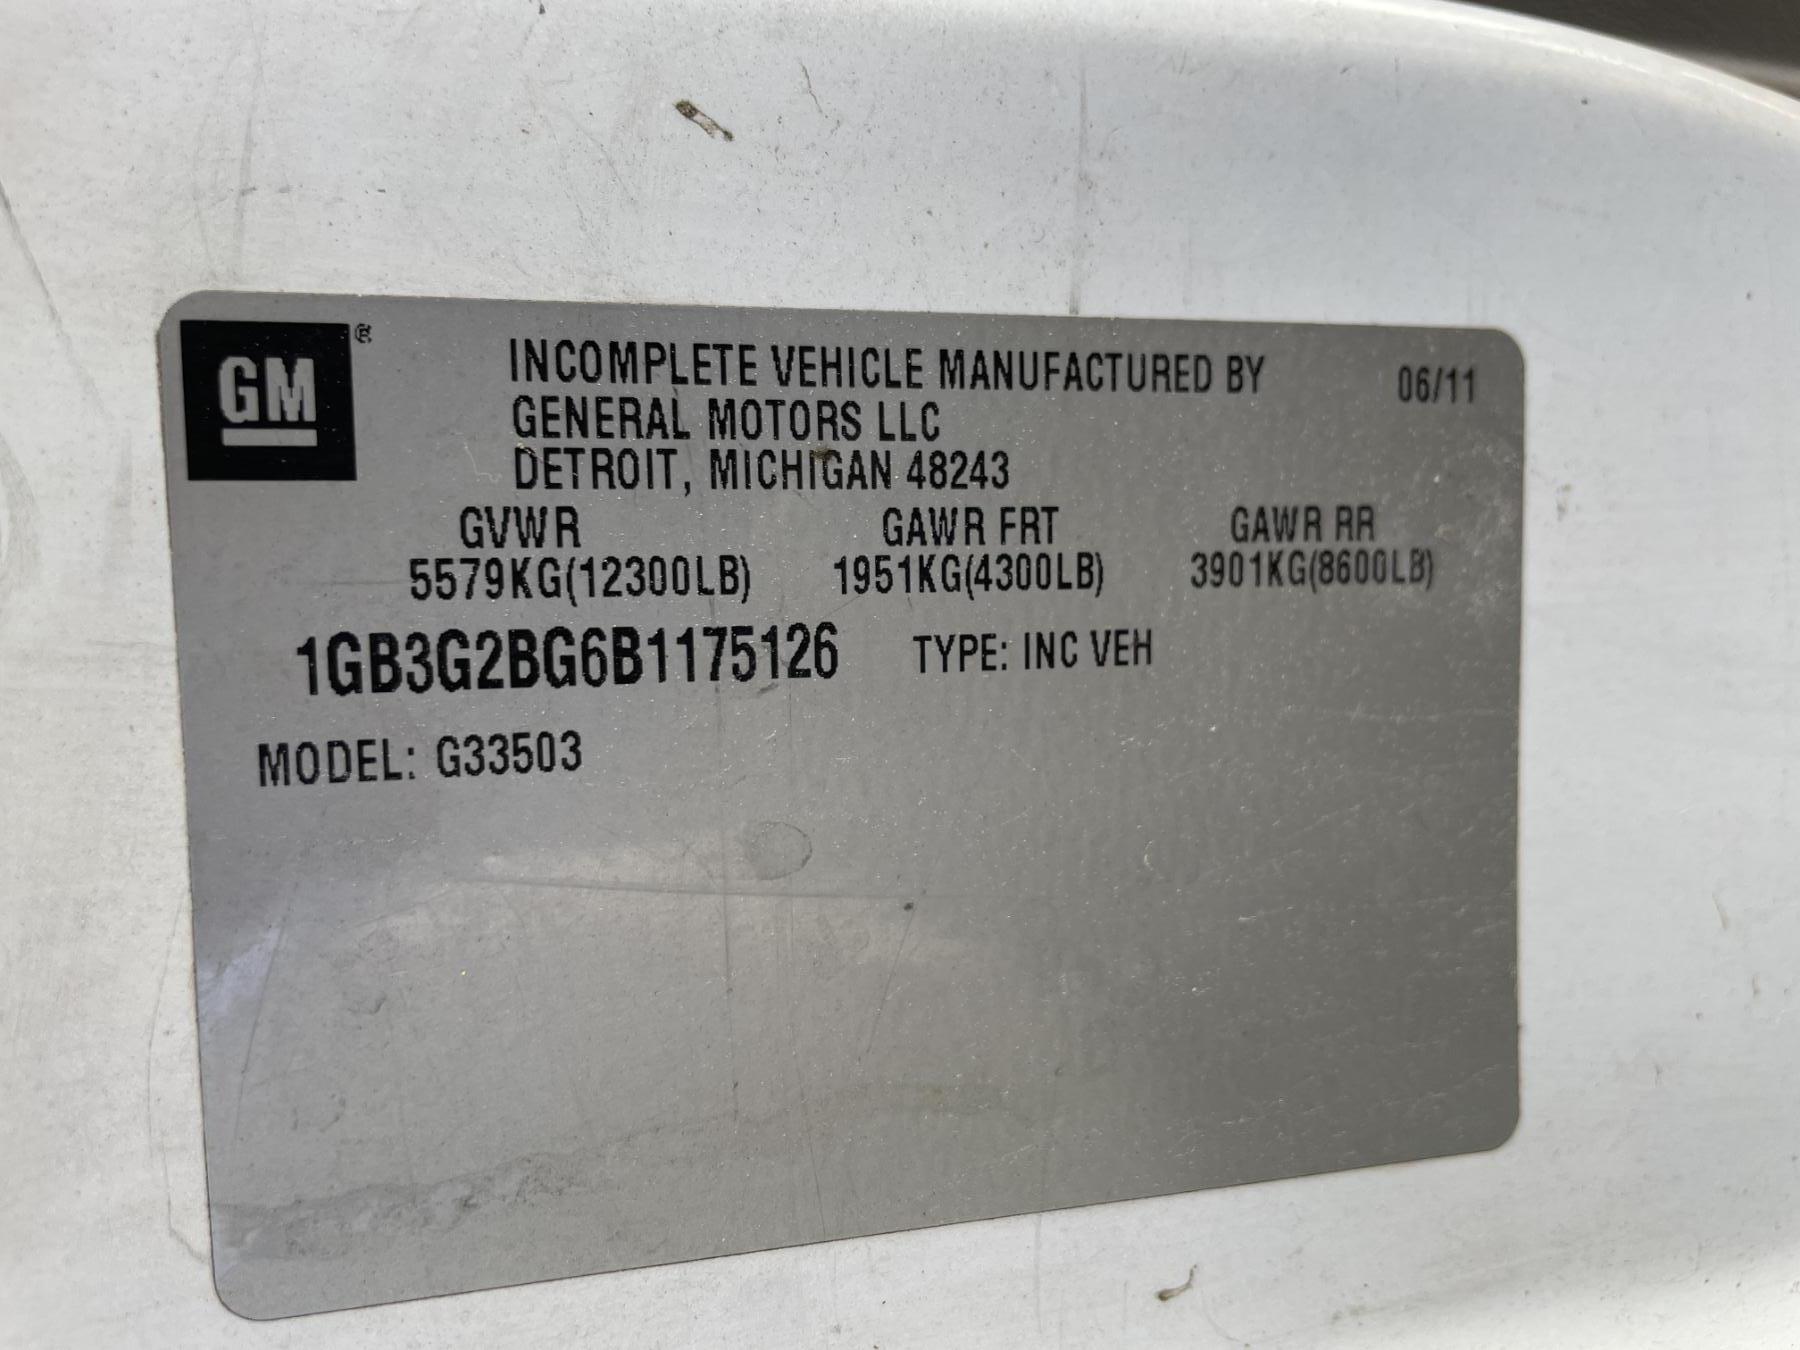 GM ®
INCOMPLETE VEHICLE MANUFACTURED BY 06/11
GENERAL MOTORS LLC
DETROIT, MICHIGAN 48243
GVWR GAWR FRT GAWR RR
5579KG(12300LB) 1951KG(4300LB) 3901KG(8600LB)
1GB3G2BG6B1175126 TYPE: INC VEH
MODEL: G33503